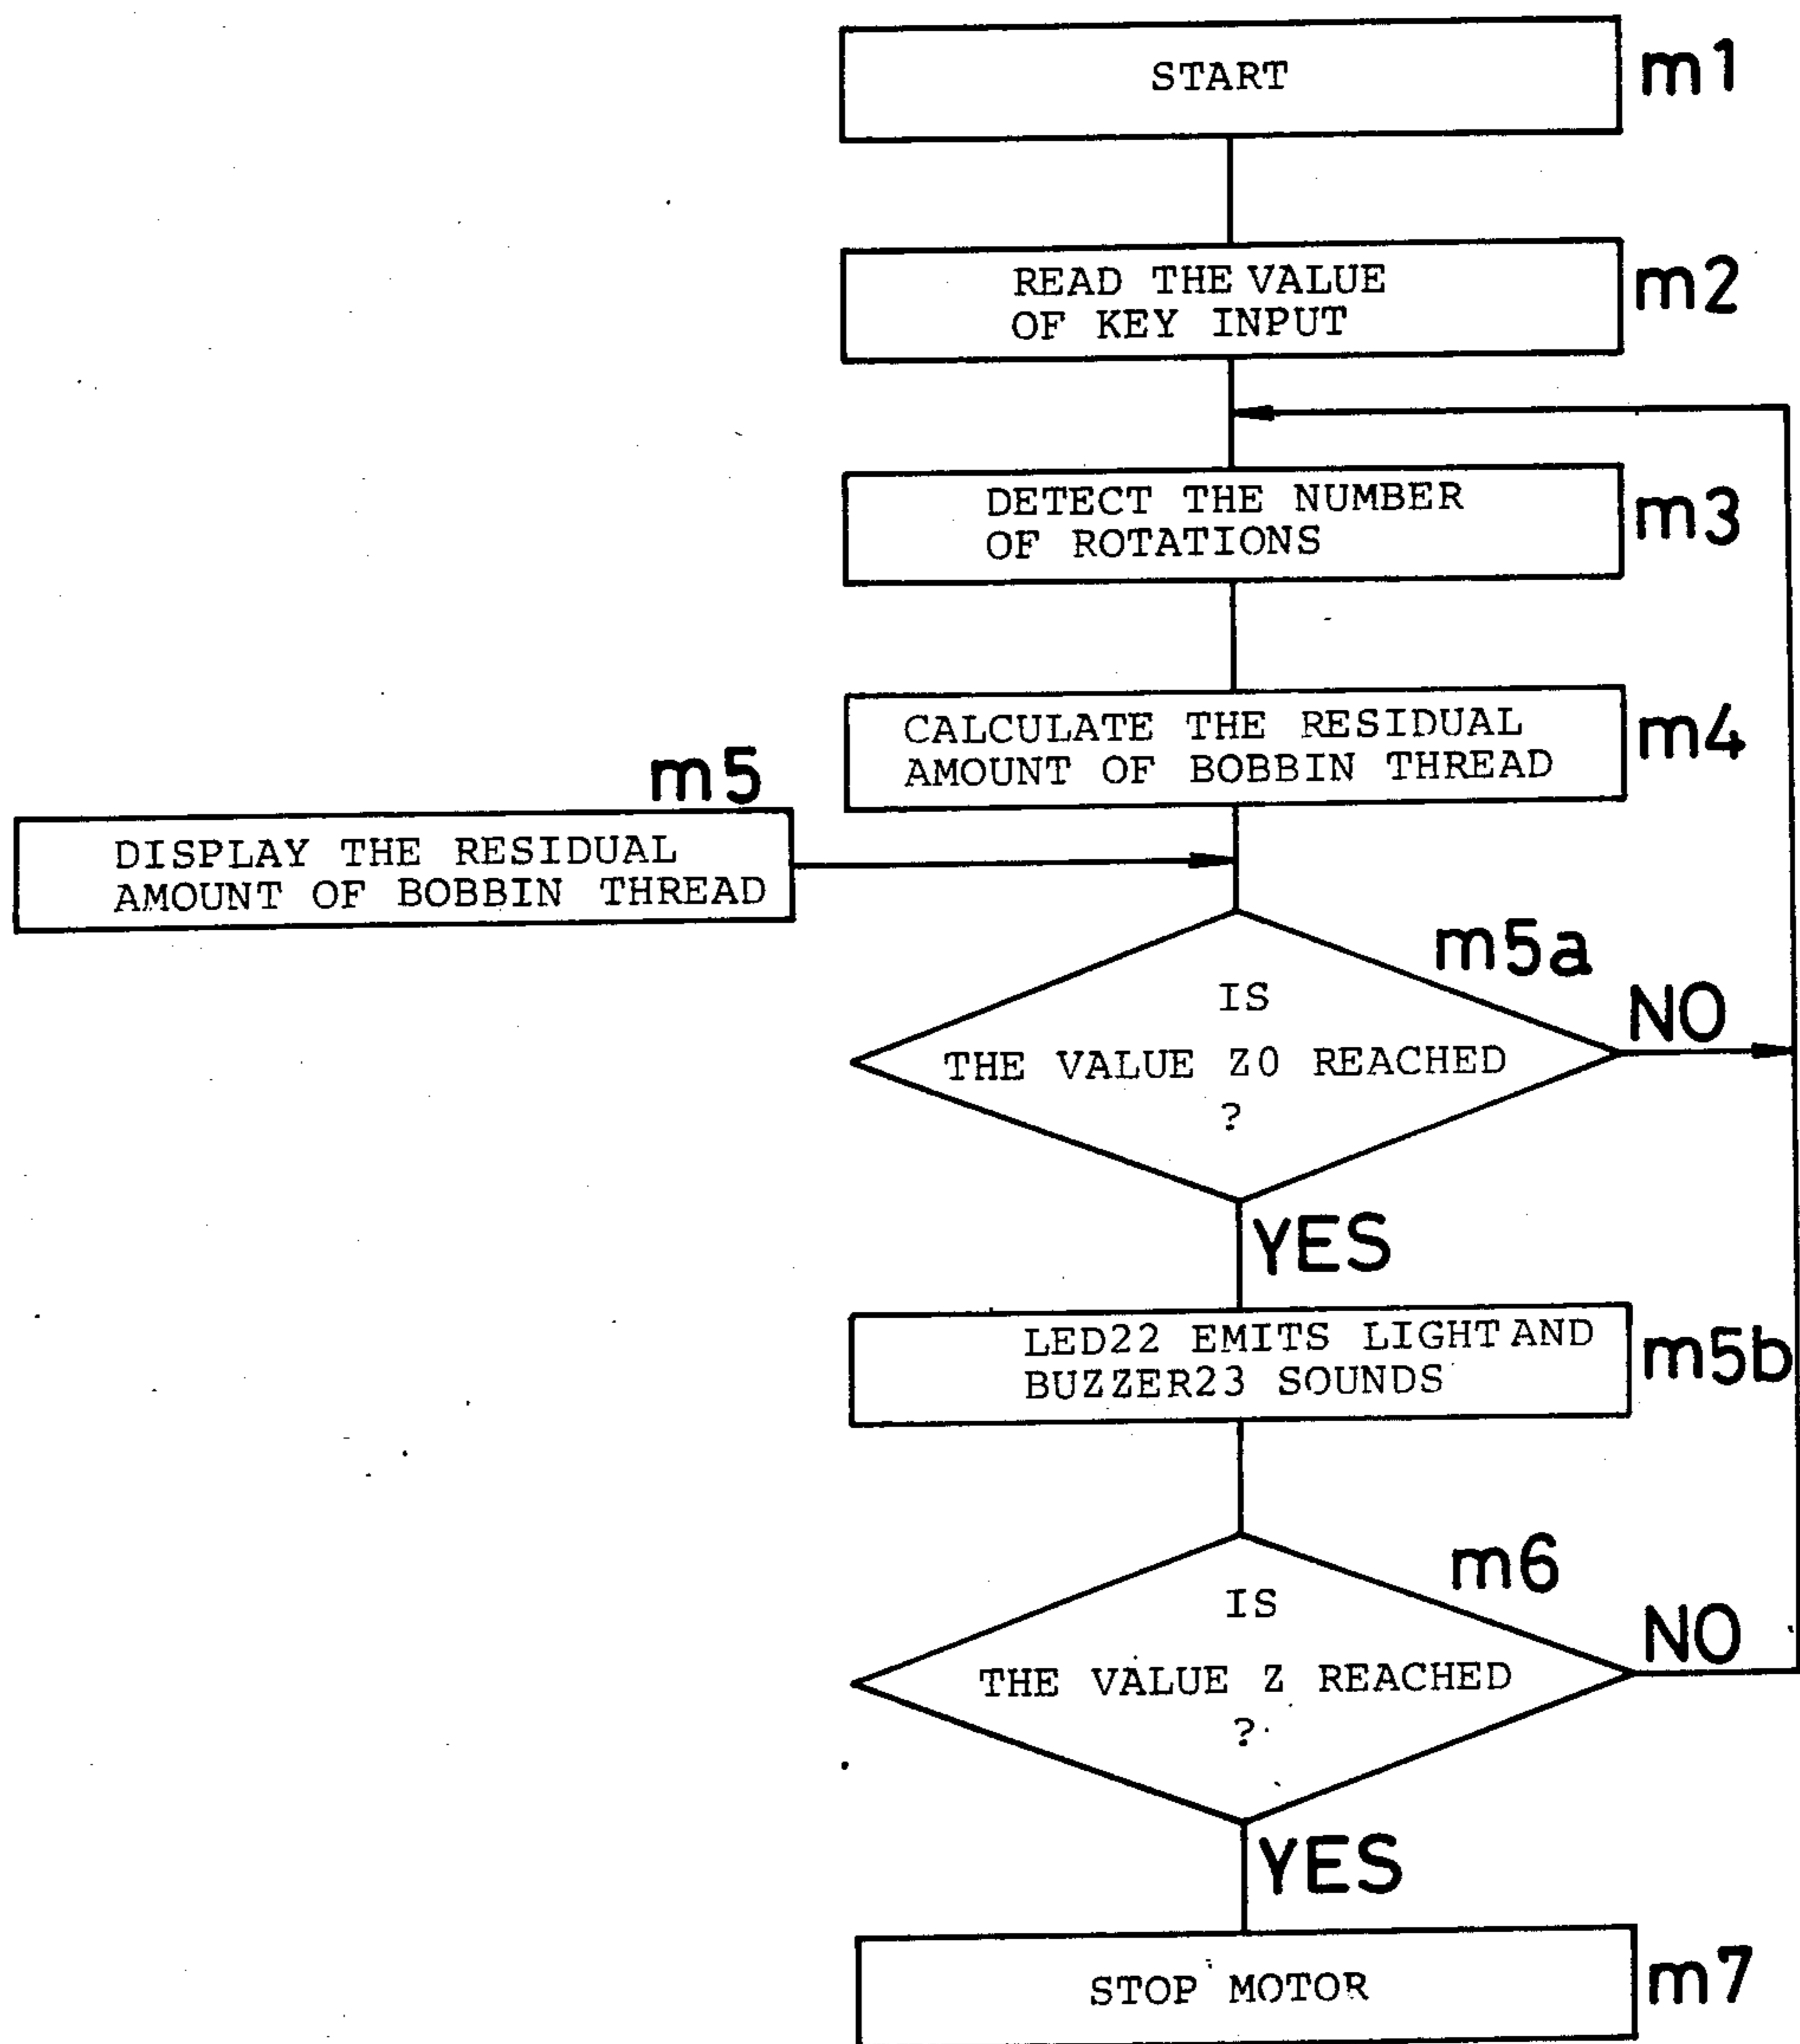 START
m1
READ THE VALUE
OF KEY INPUT
m2
DETECT THE NUMBER
OF ROTATIONS
m3
CALCULATE THE RESIDUAL
AMOUNT OF BOBBIN THREAD
m4
m5
DISPLAY THE RESIDUAL
AMOUNT OF BOBBIN THREAD
m5a
IS
THE VALUE Z0 REACHED
?
NO
YES
LED22 EMITS LIGHT AND
BUZZER23 SOUNDS
m5b
m6
IS
THE VALUE Z REACHED
?
NO
YES
STOP MOTOR
m7